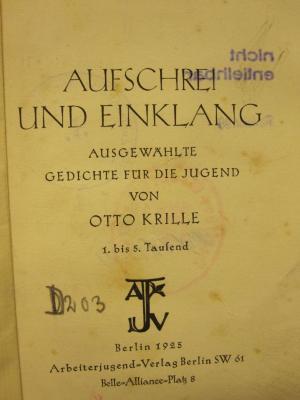 nicht
entleihbar
AUFSCHREI
UND EINKLANG
AUSGEWÄHLTE
GEDICHTE FÜR DIE JUGEND
VON
OTTO KRILLE
1. bis 5. Tausend
D203
AJV
Berlin 1925
Arbeiterjugend=Verlag Berlin SW 61
Belle=Alliance=Platz 8